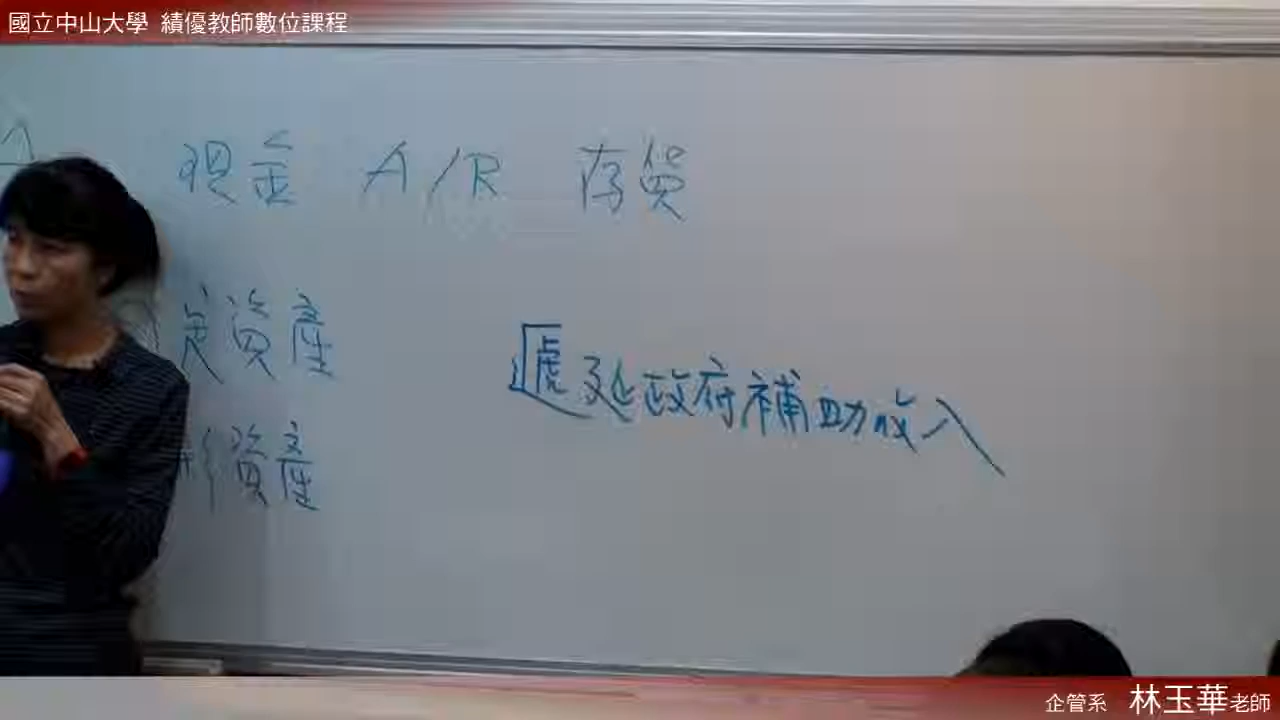 國立中山大學 績優教師數位課程
現金 A/R 存貨
定資產
遞延政府補助收入
形資產
企管系 林玉華老師